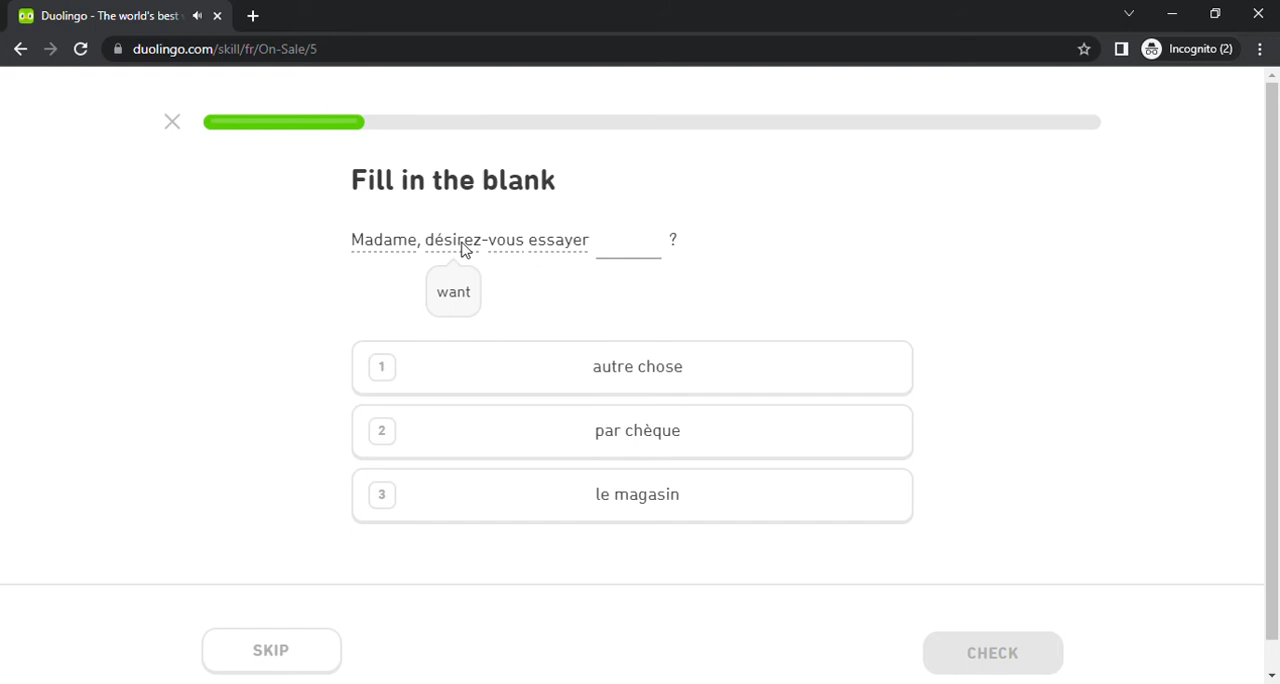 Duolingo - The world's best
duolingo.com/skill/fr/On-Sale/5
Incognito (2)
Fill in the blank
Madame, désirez-vous essayer ______ ?
want
1 autre chose
2 par chèque
3 le magasin
SKIP
CHECK